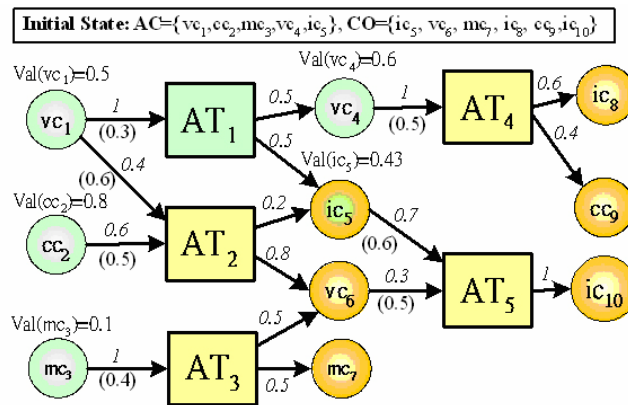 Initial State: AC={vc₁,cc₂,mc₃,vc₄,ic₅}, CO={ic₅, vc₆, mc₇, ic₈, cc₉,ic₁₀}
Val(vc₁)=0.5
Val(vc₄)=0.6
vc₁
1
(0.3)
AT₁
0.5
vc₄
1
(0.5)
AT₄
0.6
ic₈
0.4
0.5
Val(ic₅)=0.43
0.4
(0.6)
Val(cc₂)=0.8
cc₂
0.6
(0.5)
AT₂
0.2
ic₅
0.7
(0.6)
cc₉
0.8
vc₆
0.3
(0.5)
AT₅
1
ic₁₀
Val(mc₃)=0.1
mc₃
1
(0.4)
AT₃
0.5
0.5
mc₇